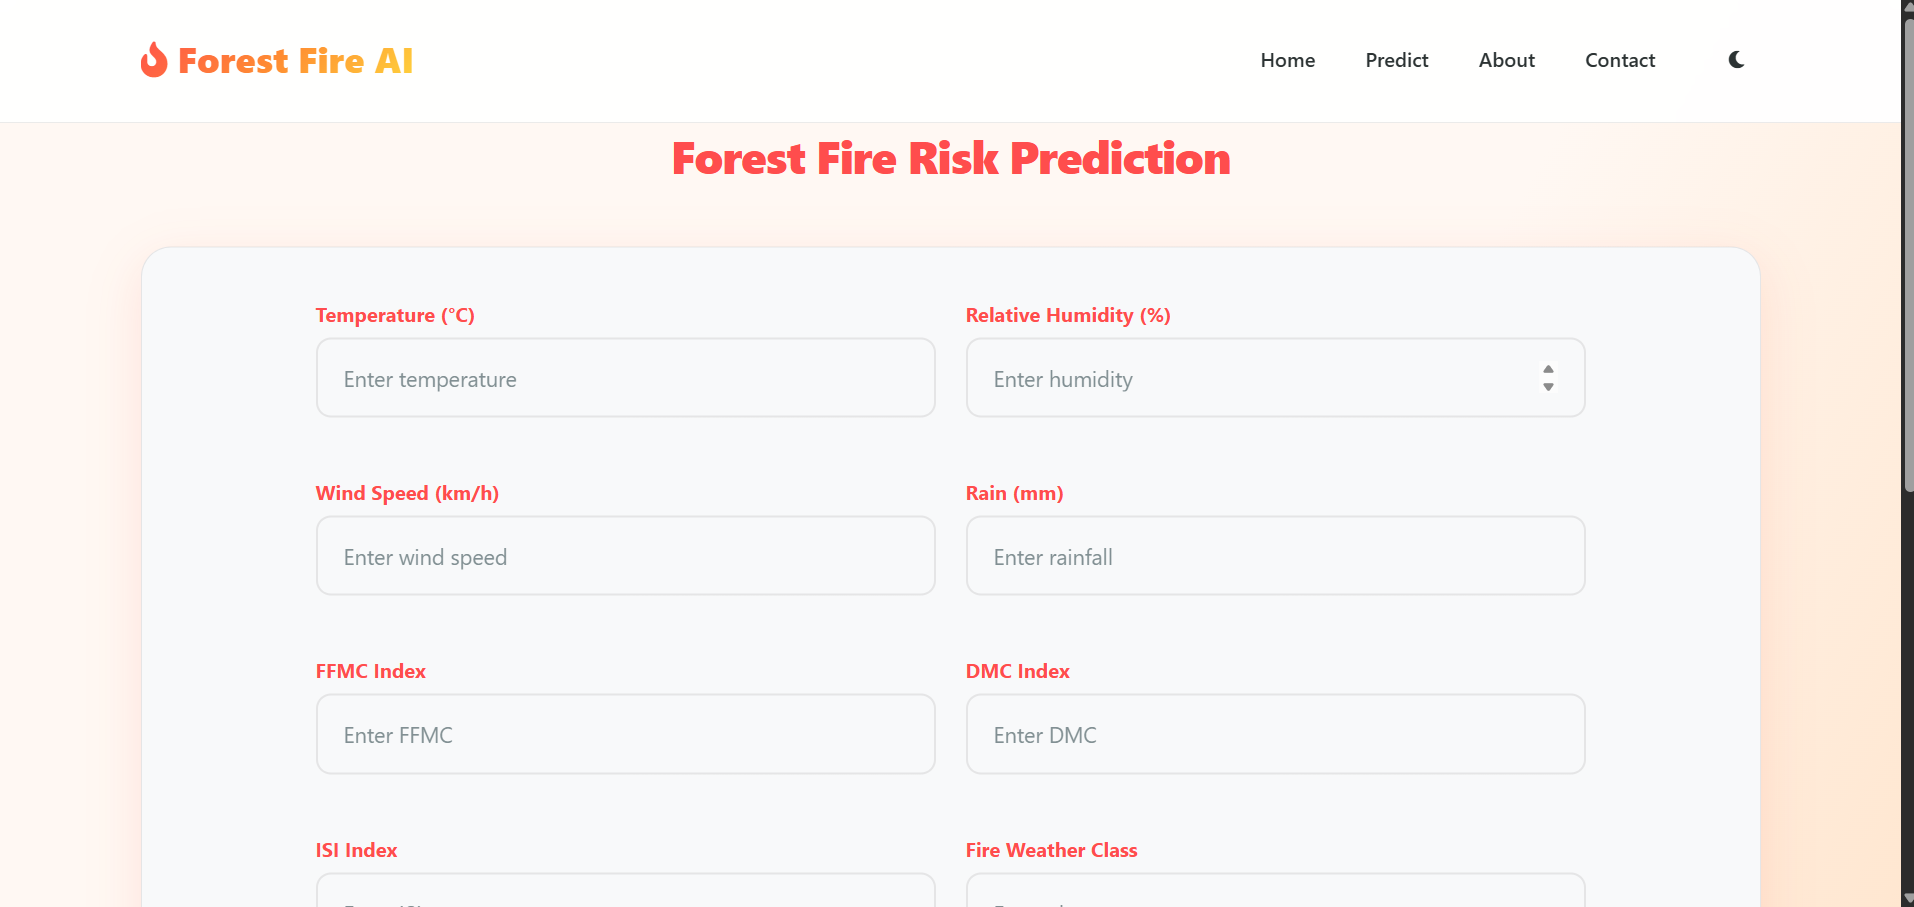 Forest Fire AI
Home Predict About Contact
Forest Fire Risk Prediction
Temperature (°C) Relative Humidity (%)
Enter temperature Enter humidity
Wind Speed (km/h) Rain (mm)
Enter wind speed Enter rainfall
FFMC Index DMC Index
Enter FFMC Enter DMC
ISI Index Fire Weather Class